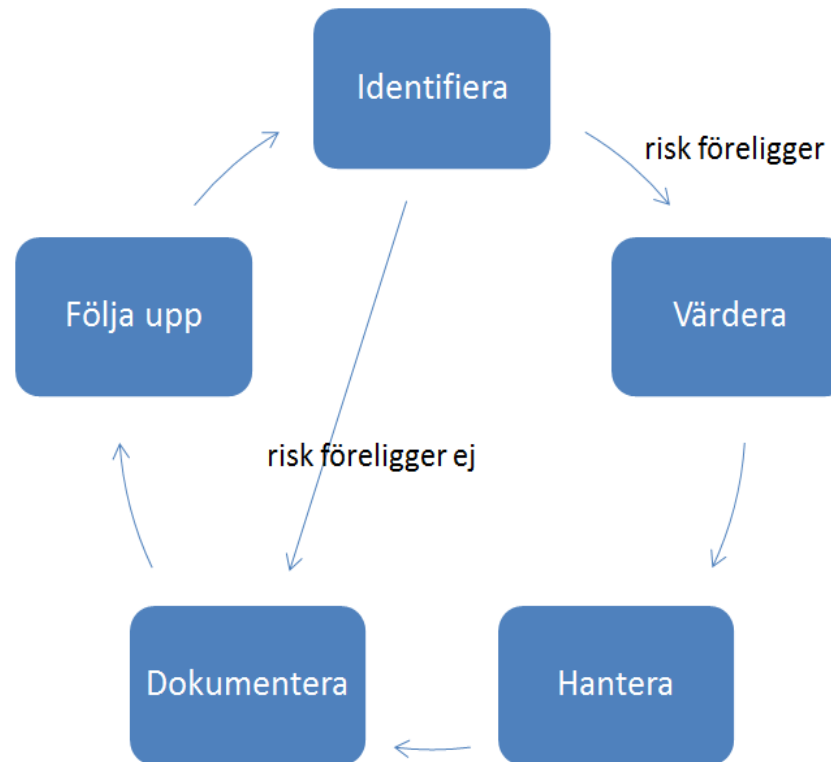 Identifiera
risk föreligger
Följa upp
Värdera
risk föreligger ej
Dokumentera
Hantera